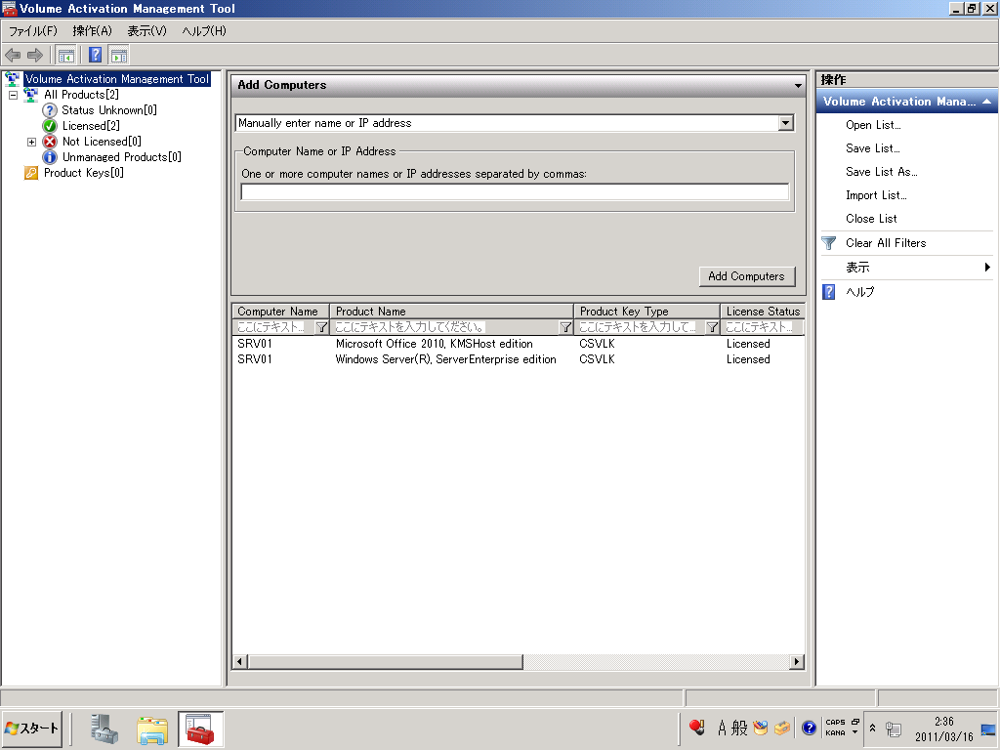 Volume Activation Management Tool
ファイル(F) 操作(A) 表示(V) ヘルプ(H)
Volume Activation Management Tool
All Products[2]
Status Unknown[0]
Licensed[2]
Not Licensed[0]
Unmanaged Products[0]
Product Keys[0]
Add Computers
Manually enter name or IP address
Computer Name or IP Address
One or more computer names or IP addresses separated by commas:
Add Computers
Computer Name Product Name Product Key Type License Status
ここにテキスト... ここにテキストを入力してください。 ここにテキストを入力して... ここにテキスト...
SRV01 Microsoft Office 2010, KMSHost edition CSVLK Licensed
SRV01 Windows Server(R), ServerEnterprise edition CSVLK Licensed
操作
Volume Activation Mana...
Open List...
Save List...
Save List As...
Import List...
Close List
Clear All Filters
表示
ヘルプ
スタート
A 般
CAPS
KANA
2:36
2011/03/16